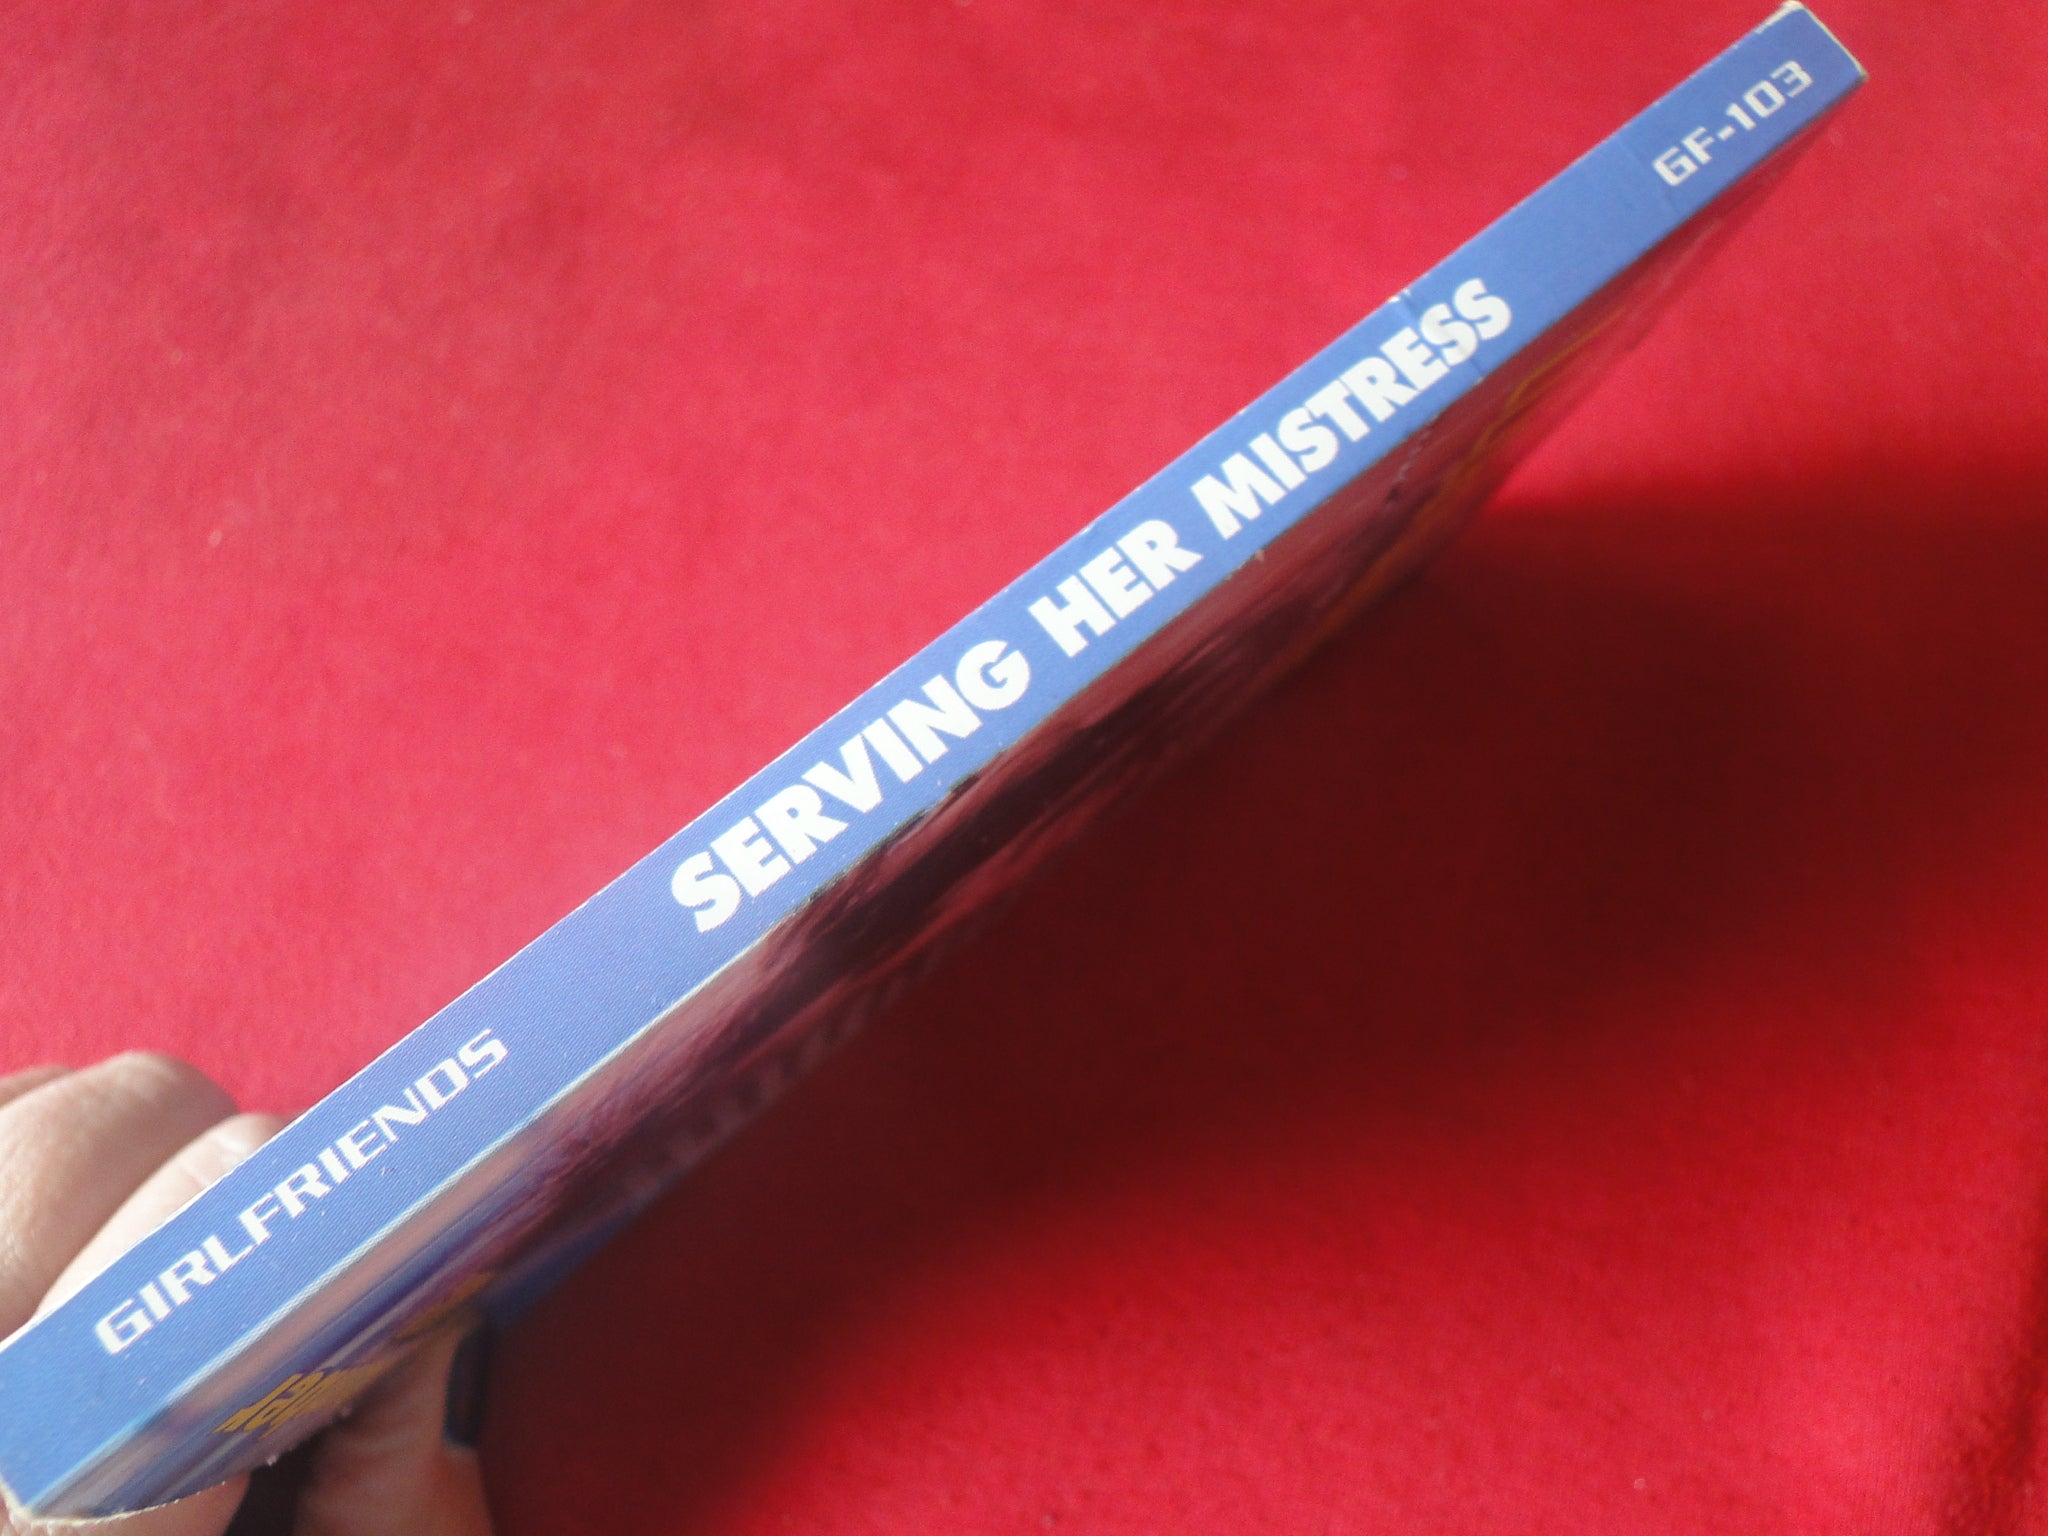 GIRLFRIENDS
SERVING HER MISTRESS
GF-103